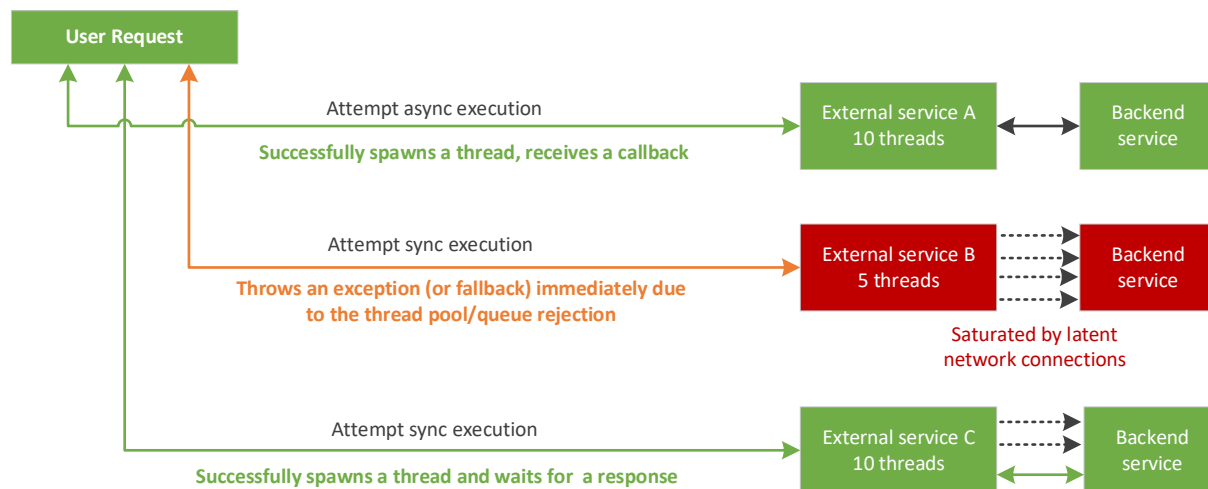 User Request
Attempt async execution
Successfully spawns a thread, receives a callback
External service A
10 threads
Backend
service
Attempt sync execution
Throws an exception (or fallback) immediately due
to the thread pool/queue rejection
External service B
5 threads
Backend
service
Saturated by latent
network connections
Attempt sync execution
Successfully spawns a thread and waits for a response
External service C
10 threads
Backend
service